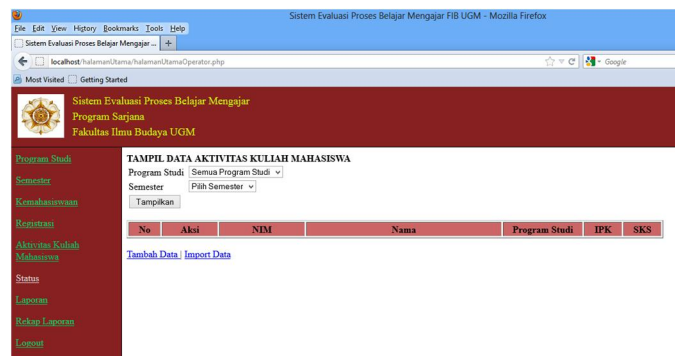 Sistem Evaluasi Proses Belajar Mengajar FIB UGM - Mozilla Firefox
File Edit View History Bookmarks Tools Help
Sistem Evaluasi Proses Belajar Mengajar ... +
localhost/halamanUtama/halamanUtamaOperator.php Google
Most Visited Getting Started
Sistem Evaluasi Proses Belajar Mengajar
Program Sarjana
Fakultas Ilmu Budaya UGM
Program Studi
Semester
Kemahasiswaan
Registrasi
Aktivitas Kuliah
Mahasiswa
Status
Laporan
Rekap Laporan
Logout
TAMPIL DATA AKTIVITAS KULIAH MAHASISWA
Program Studi Semua Program Studi
Semester Pilih Semester
Tampilkan
No Aksi NIM Nama Program Studi IPK SKS
Tambah Data | Import Data